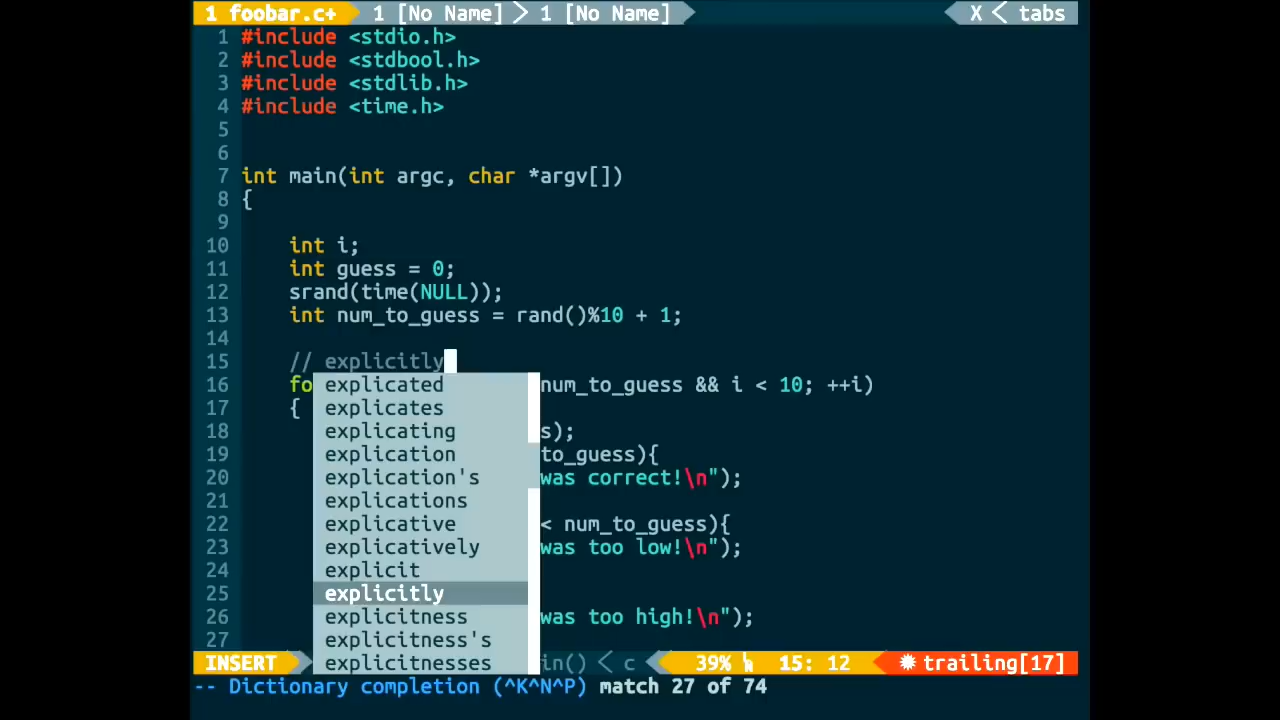 1 foobar.c+ 1 [No Name] > 1 [No Name] X < tabs
1 #include <stdio.h>
2 #include <stdbool.h>
3 #include <stdlib.h>
4 #include <time.h>
5
6
7 int main(int argc, char *argv[])
8 {
9
10 int i;
11 int guess = 0;
12 srand(time(NULL));
13 int num_to_guess = rand()%10 + 1;
14
15 // explicitly
16 fo explicated num_to_guess && i < 10; ++i)
17 { explicates
18 explicating s);
19 explication to_guess){
20 explication's was correct!\n");
21 explications
22 explicative < num_to_guess){
23 explicatively was too low!\n");
24 explicit
25 explicitly
26 explicitness was too high!\n");
27 explicitness's
INSERT explicitnesses in() < c 39% 15: 12 trailing[17]
-- Dictionary completion (^K^N^P) match 27 of 74